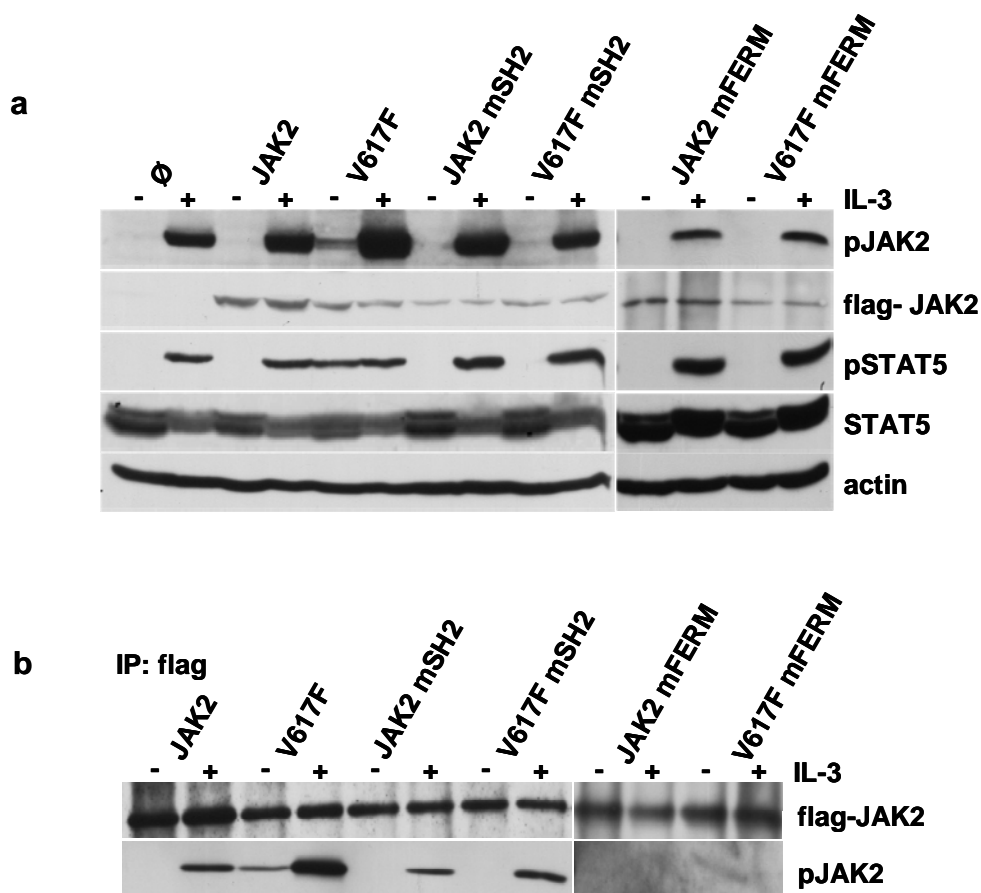 a
Ø JAK2 V617F JAK2 mSH2 V617F mSH2 JAK2 mFERM V617F mFERM
- + - + - + - + - + - + - + IL-3
pJAK2
flag- JAK2
pSTAT5
STAT5
actin
b IP: flag
JAK2 V617F JAK2 mSH2 V617F mSH2 JAK2 mFERM V617F mFERM
- + - + - + - + - + - + IL-3
flag-JAK2
pJAK2